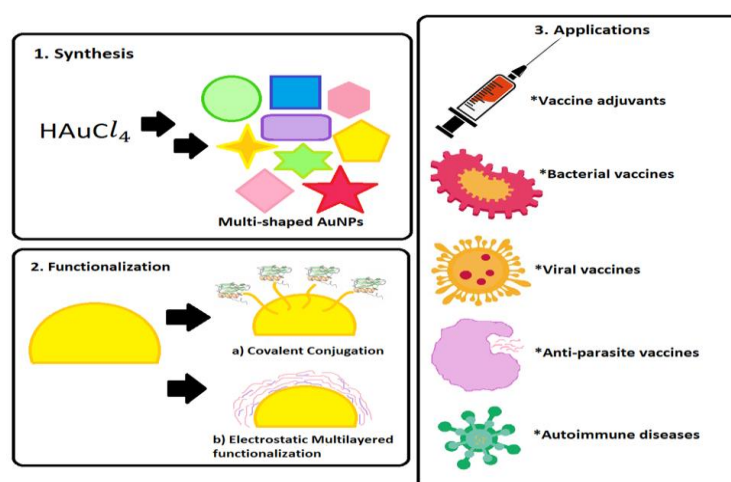 1. Synthesis
HAuCl4
Multi-shaped AuNPs
2. Functionalization
a) Covalent Conjugation
b) Electrostatic Multilayered
functionalization
3. Applications
*Vaccine adjuvants
*Bacterial vaccines
*Viral vaccines
*Anti-parasite vaccines
*Autoimmune diseases